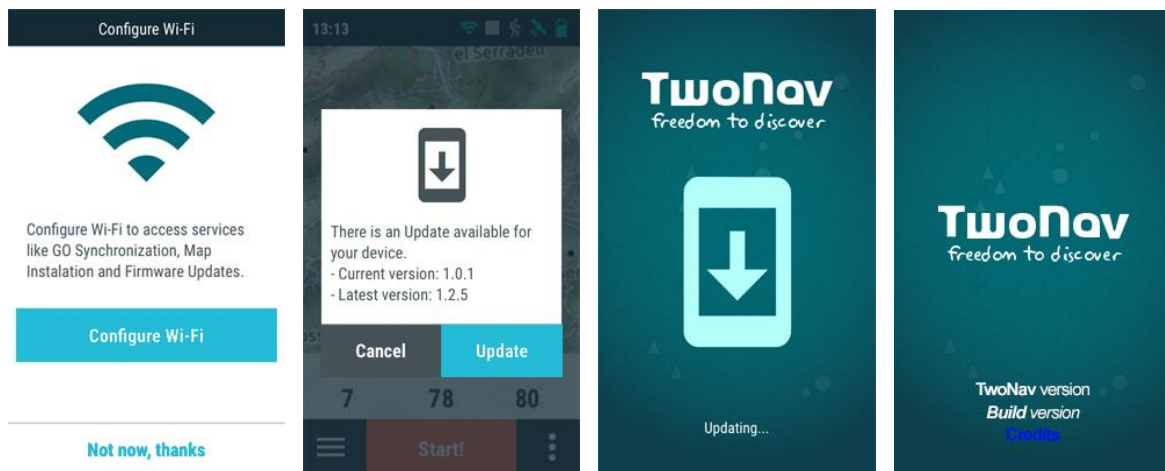 Configure Wi-Fi
Configure Wi-Fi to access services
like GO Synchronization, Map
Instalation and Firmware Updates.
Configure Wi-Fi
Not now, thanks
13:13
el Serradell
There is an Update available for
your device.
- Current version: 1.0.1
- Latest version: 1.2.5
Cancel
Update
7 78 80
Start!
TwoNav
freedom to discover
Updating...
TwoNav
freedom to discover
TwoNav version
Build version
Credits